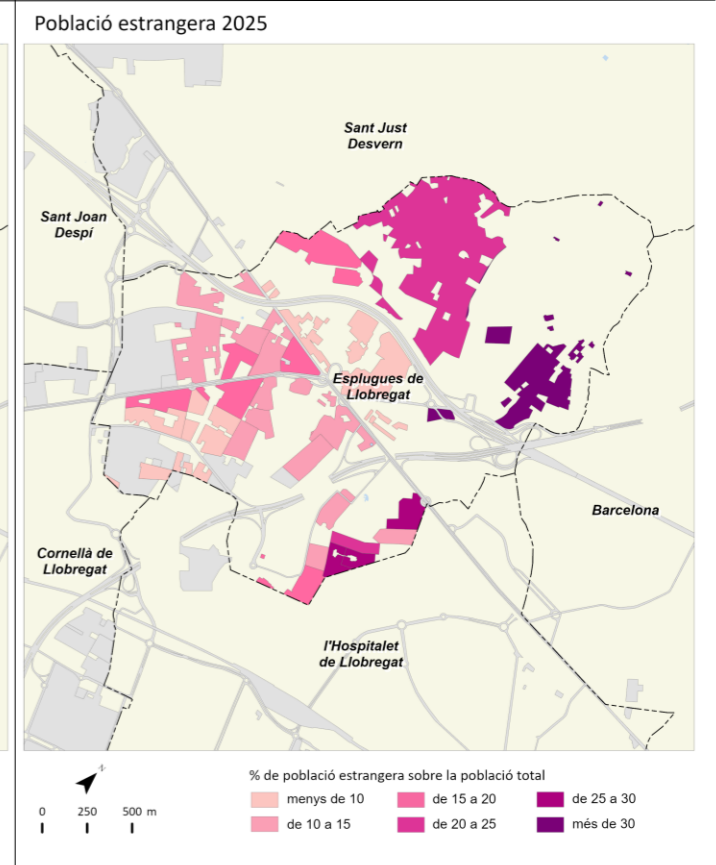 Població estrangera 2025
Sant Just
Desvern
Sant Joan
Despí
Esplugues de
Llobregat
Barcelona
Cornellà de
Llobregat
l'Hospitalet
de Llobregat
N
0 250 500 m
% de població estrangera sobre la població total
menys de 10
de 10 a 15
de 15 a 20
de 20 a 25
de 25 a 30
més de 30